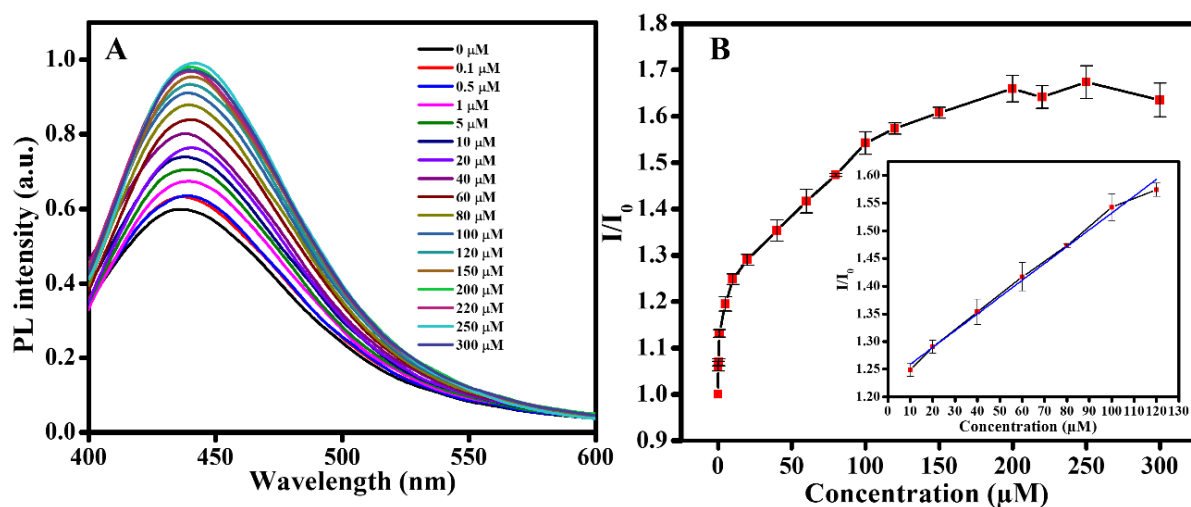 A
PL intensity (a.u.)
1.0
0.8
0.6
0.4
0.2
0.0
400 450 500 550 600
Wavelength (nm)
0 μM
0.1 μM
0.5 μM
1 μM
5 μM
10 μM
20 μM
40 μM
60 μM
80 μM
100 μM
120 μM
150 μM
200 μM
220 μM
250 μM
300 μM
B
I/I0
1.8
1.7
1.6
1.5
1.4
1.3
1.2
1.1
1.0
0.9
0 50 100 150 200 250 300
Concentration (μM)
I/I0
1.60
1.55
1.50
1.45
1.40
1.35
1.30
1.25
1.20
0 10 20 30 40 50 60 70 80 90 100 110 120 130
Concentration (μM)